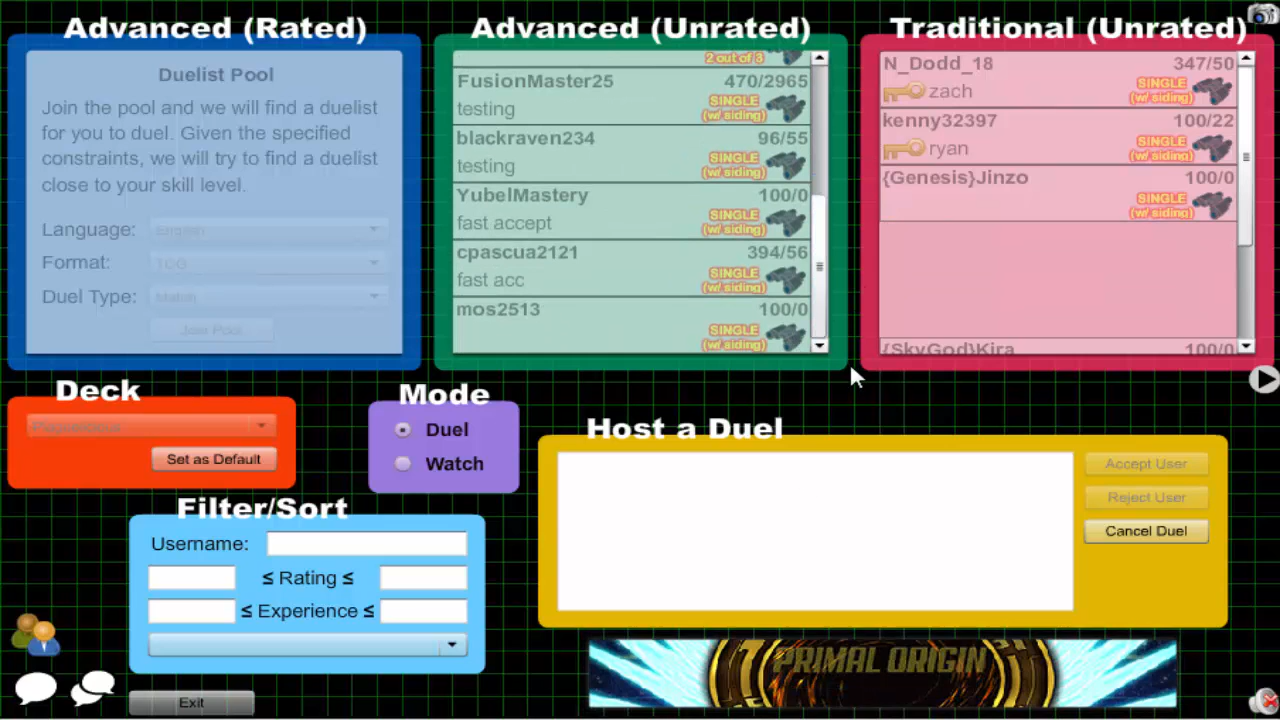 Advanced (Rated)
Duelist Pool
Join the pool and we will find a duelist
for you to duel. Given the specified
constraints, we will try to find a duelist
close to your skill level.
Language: English
Format: TCG
Duel Type: Match
Join Pool
Advanced (Unrated)
2 out of 3
FusionMaster25 470/2965
testing SINGLE
(w/ siding)
blackraven234 96/55
testing SINGLE
(w/ siding)
YubelMastery 100/0
fast accept SINGLE
(w/ siding)
cpascua2121 394/56
fast acc SINGLE
(w/ siding)
mos2513 100/0
SINGLE
(w/ siding)
Traditional (Unrated)
N_Dodd_18 347/50
zach SINGLE
(w/ siding)
kenny32397 100/22
ryan SINGLE
(w/ siding)
{Genesis}Jinzo 100/0
SINGLE
(w/ siding)
{SkyGod}Kira 100/0
Deck
Set as Default
Mode
Duel
Watch
Filter/Sort
Username:
≤ Rating ≤
≤ Experience ≤
Exit
Host a Duel
Accept User
Reject User
Cancel Duel
PRIMAL ORIGIN